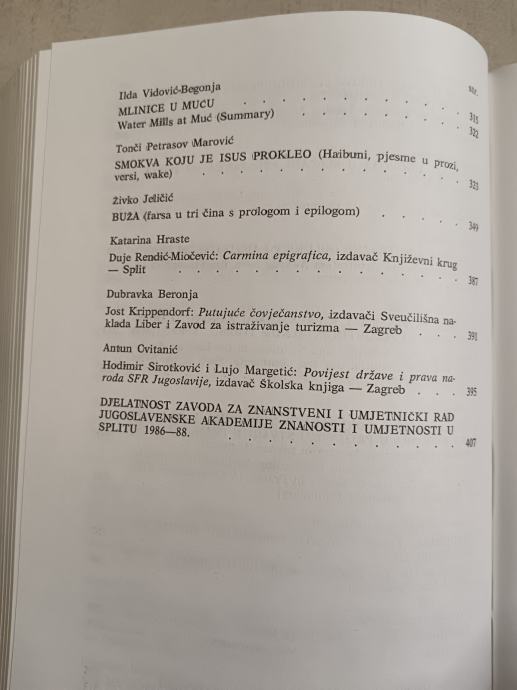 str.
Ilda Vidović-Begonja
MLINICE U MUĆU . . . . . . . . . . . 315
Water Mills at Muć (Summary) . . . . . . . . 322
Tonči Petrasov Marović
SMOKVA KOJU JE ISUS PROKLEO (Haibuni, pjesme u prozi,
versi, wake) . . . . . . . . . . . . 323
Živko Jeličić
BUŽA (farsa u tri čina s prologom i epilogom) . . . . 349
Katarina Hraste
Duje Rendić-Miočević: Carmina epigrafica, izdavač Književni krug
— Split . . . . . . . . . . . . . 387
Dubravka Beronja
Jost Krippendorf: Putujuće čovječanstvo, izdavači Sveučilišna na-
klada Liber i Zavod za istraživanje turizma — Zagreb . . . 391
Antun Cvitanić
Hodimir Sirotković i Lujo Margetić: Povijest države i prava na-
roda SFR Jugoslavije, izdavač Školska knjiga — Zagreb . . . 395
DJELATNOST ZAVODA ZA ZNANSTVENI I UMJETNIČKI RAD
JUGOSLAVENSKE AKADEMIJE ZNANOSTI I UMJETNOSTI U
SPLITU 1986—88. . . . . . . . . . . . 407